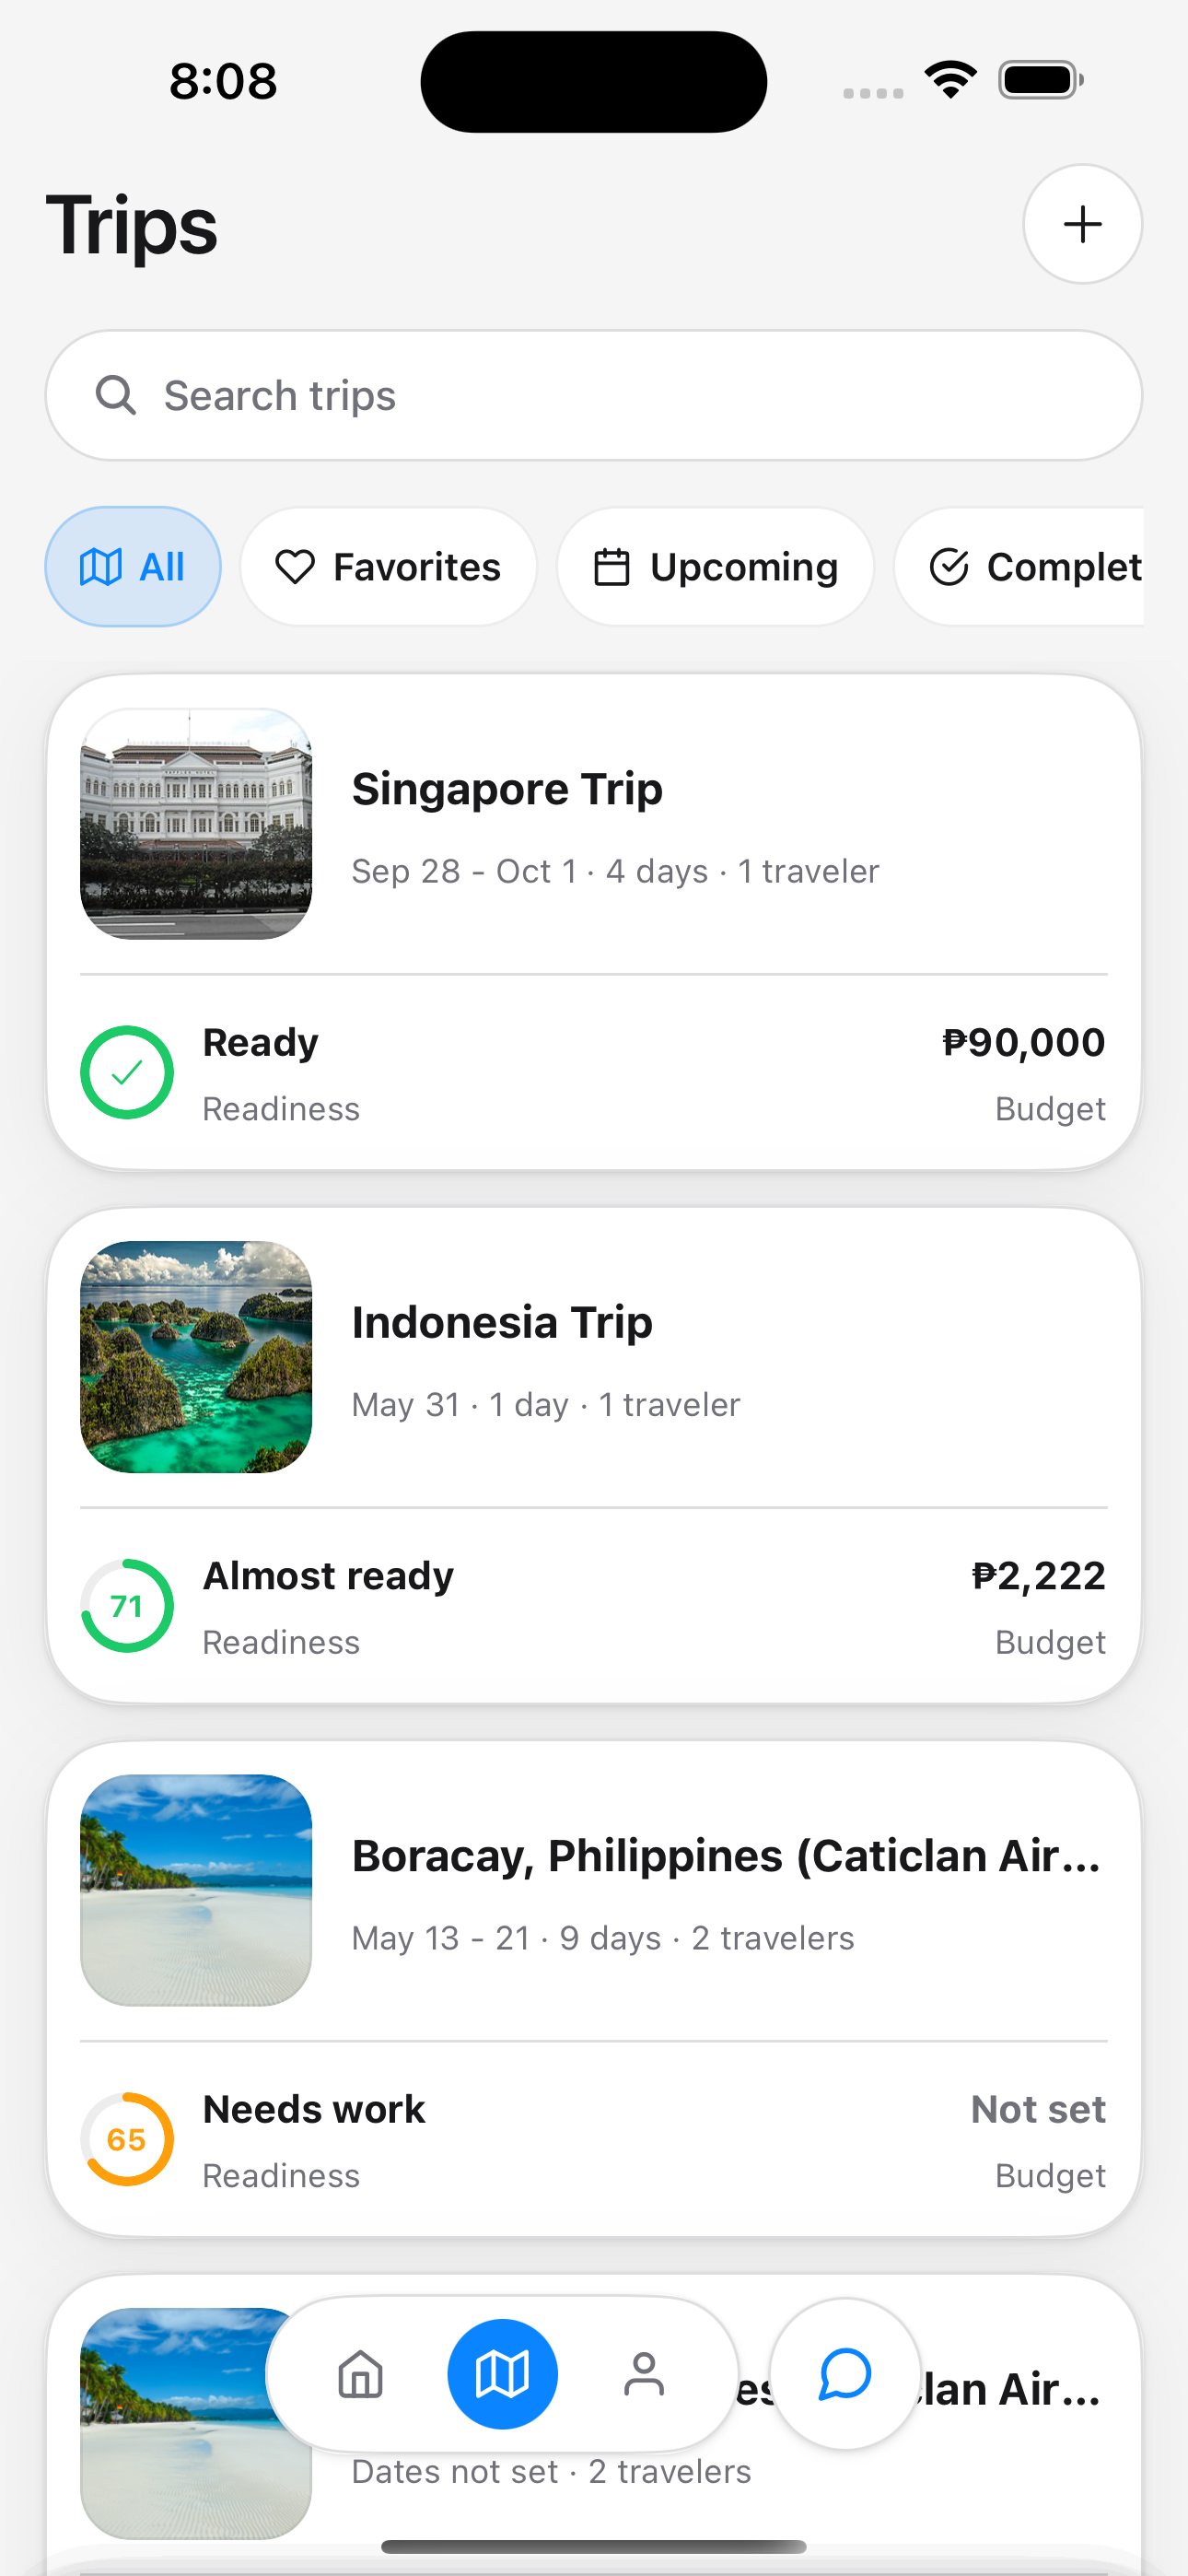 8:08
Trips
Search trips
All
Favorites
Upcoming
Complet
Singapore Trip
Sep 28 - Oct 1 · 4 days · 1 traveler
Ready
₱90,000
Readiness
Budget
Indonesia Trip
May 31 · 1 day · 1 traveler
71
Almost ready
₱2,222
Readiness
Budget
Boracay, Philippines (Caticlan Air...
May 13 - 21 · 9 days · 2 travelers
65
Needs work
Not set
Readiness
Budget
lan Air...
Dates not set · 2 travelers